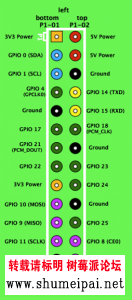 bottom top
P1-01 P1-02
3V3 Power 5V Power
GPIO 0 (SDA) 5V Power
GPIO 1 (SCL) Ground
GPIO 4 (GPCLK0) GPIO 14 (TXD)
Ground GPIO 15 (RXD)
GPIO 17 GPIO 18 (PCM_CLK)
GPIO 21 (PCM_DOUT) Ground
GPIO 22 GPIO 23
3V3 Power GPIO 24
GPIO 10 (MOSI) Ground
GPIO 9 (MISO) GPIO 25
GPIO 11 (SCLK) GPIO 8 (CE0)
转载请标明 树莓派论坛
www.shumeipai.net